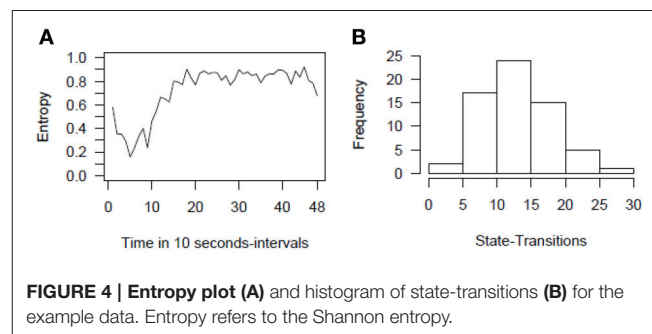 A
B
1.0
0.8
0.6
0.4
0.2
0.0
Entropy
0 10 20 30 40 48
Time in 10 seconds-intervals
25
20
15
10
5
0
Frequency
0 5 10 15 20 25 30
State-Transitions
FIGURE 4 | Entropy plot (A) and histogram of state-transitions (B) for the
example data. Entropy refers to the Shannon entropy.